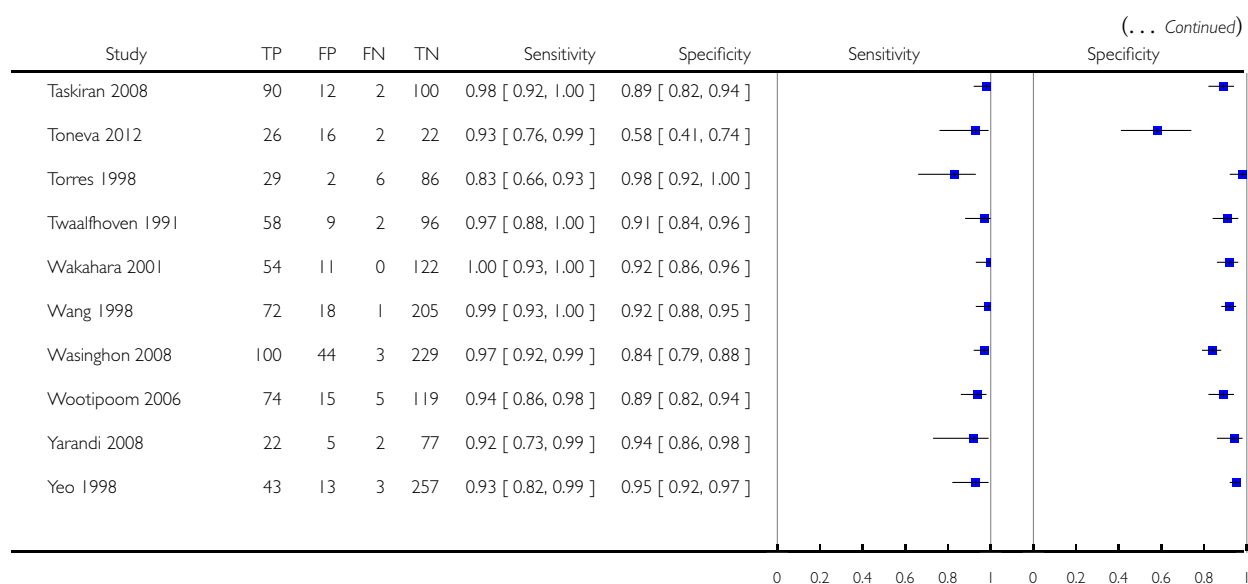 (... Continued)
Study TP FP FN TN Sensitivity Specificity Sensitivity Specificity
Taskiran 2008 90 12 2 100 0.98 [ 0.92, 1.00 ] 0.89 [ 0.82, 0.94 ]
Toneva 2012 26 16 2 22 0.93 [ 0.76, 0.99 ] 0.58 [ 0.41, 0.74 ]
Torres 1998 29 2 6 86 0.83 [ 0.66, 0.93 ] 0.98 [ 0.92, 1.00 ]
Twaalfhoven 1991 58 9 2 96 0.97 [ 0.88, 1.00 ] 0.91 [ 0.84, 0.96 ]
Wakahara 2001 54 11 0 122 1.00 [ 0.93, 1.00 ] 0.92 [ 0.86, 0.96 ]
Wang 1998 72 18 1 205 0.99 [ 0.93, 1.00 ] 0.92 [ 0.88, 0.95 ]
Wasinghon 2008 100 44 3 229 0.97 [ 0.92, 0.99 ] 0.84 [ 0.79, 0.88 ]
Wootipoom 2006 74 15 5 119 0.94 [ 0.86, 0.98 ] 0.89 [ 0.82, 0.94 ]
Yarandi 2008 22 5 2 77 0.92 [ 0.73, 0.99 ] 0.94 [ 0.86, 0.98 ]
Yeo 1998 43 13 3 257 0.93 [ 0.82, 0.99 ] 0.95 [ 0.92, 0.97 ]
0 0.2 0.4 0.6 0.8 1 0 0.2 0.4 0.6 0.8 1